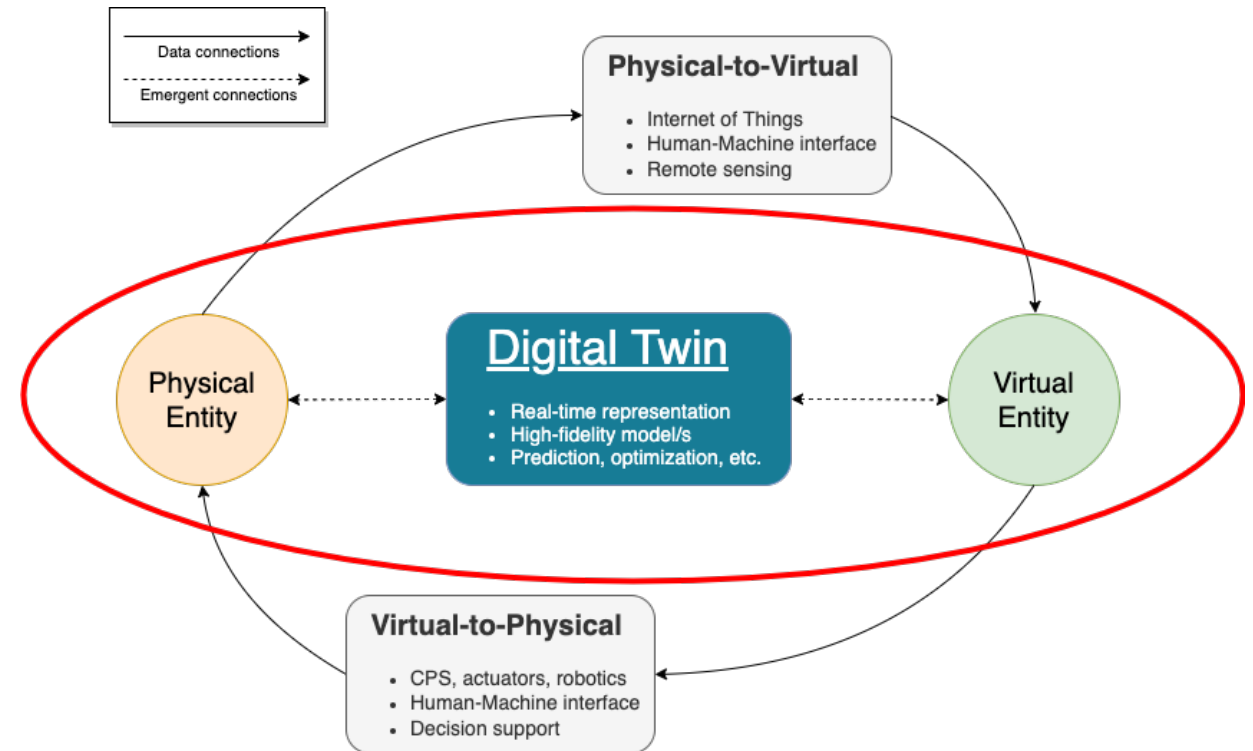 Data connections
Emergent connections
Physical-to-Virtual
• Internet of Things
• Human-Machine interface
• Remote sensing
Physical
Entity
Digital Twin
• Real-time representation
• High-fidelity model/s
• Prediction, optimization, etc.
Virtual
Entity
Virtual-to-Physical
• CPS, actuators, robotics
• Human-Machine interface
• Decision support